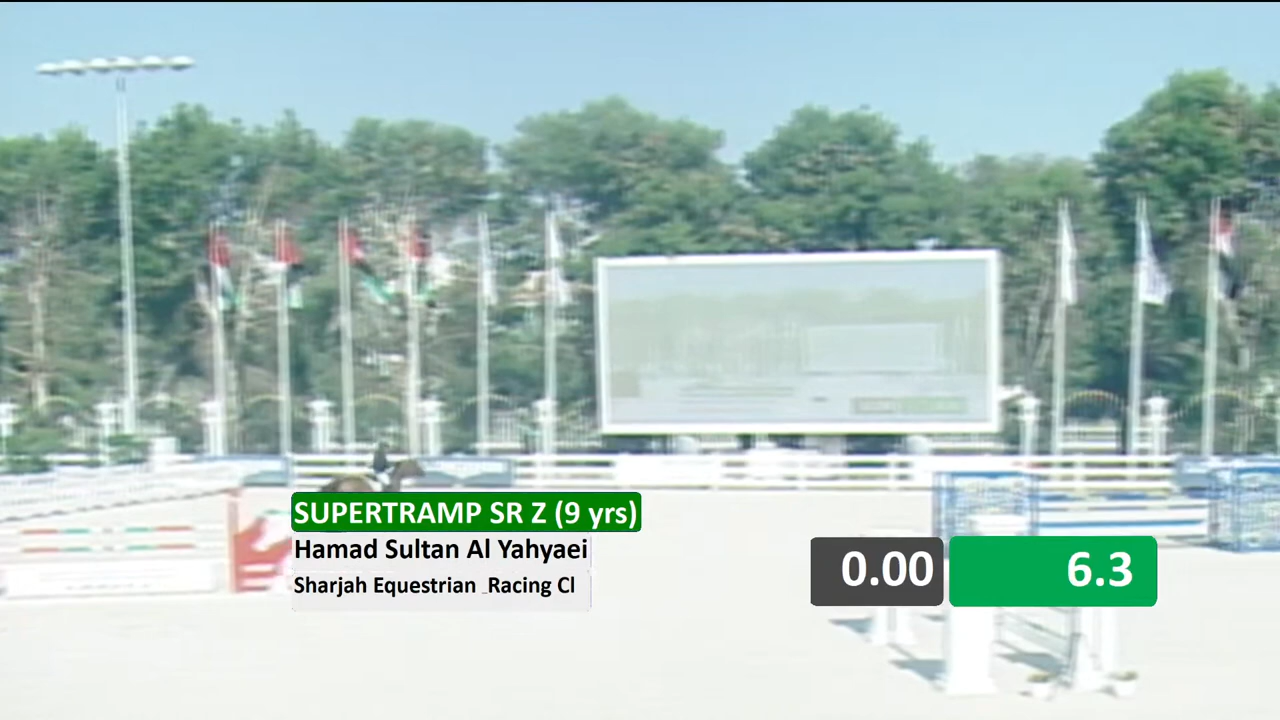 SUPERTRAMP SR Z (9 yrs)
Hamad Sultan Al Yahyaei
Sharjah Equestrian _Racing Cl
0.00
6.3